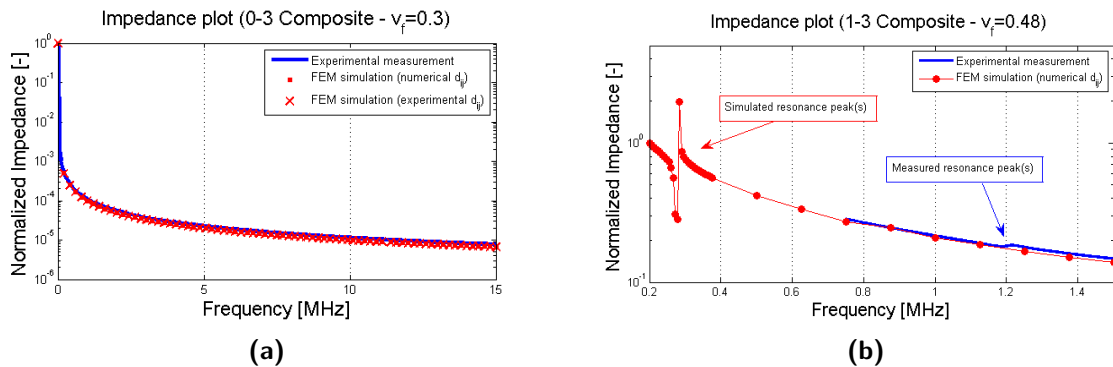 Impedance plot (0-3 Composite - v_f=0.3)
Normalized Impedance [-]
10^0
10^-1
10^-2
10^-3
10^-4
10^-5
10^-6
Experimental measurement
FEM simulation (numerical d_ij)
FEM simulation (experimental d_ij)
0 5 10 15
Frequency [MHz]
(a)
Impedance plot (1-3 Composite - v_f=0.48)
Normalized Impedance [-]
10^0
10^-1
Experimental measurement
FEM simulation (numerical d_ij)
Simulated resonance peak(s)
Measured resonance peak(s)
0.2 0.4 0.6 0.8 1 1.2 1.4
Frequency [MHz]
(b)